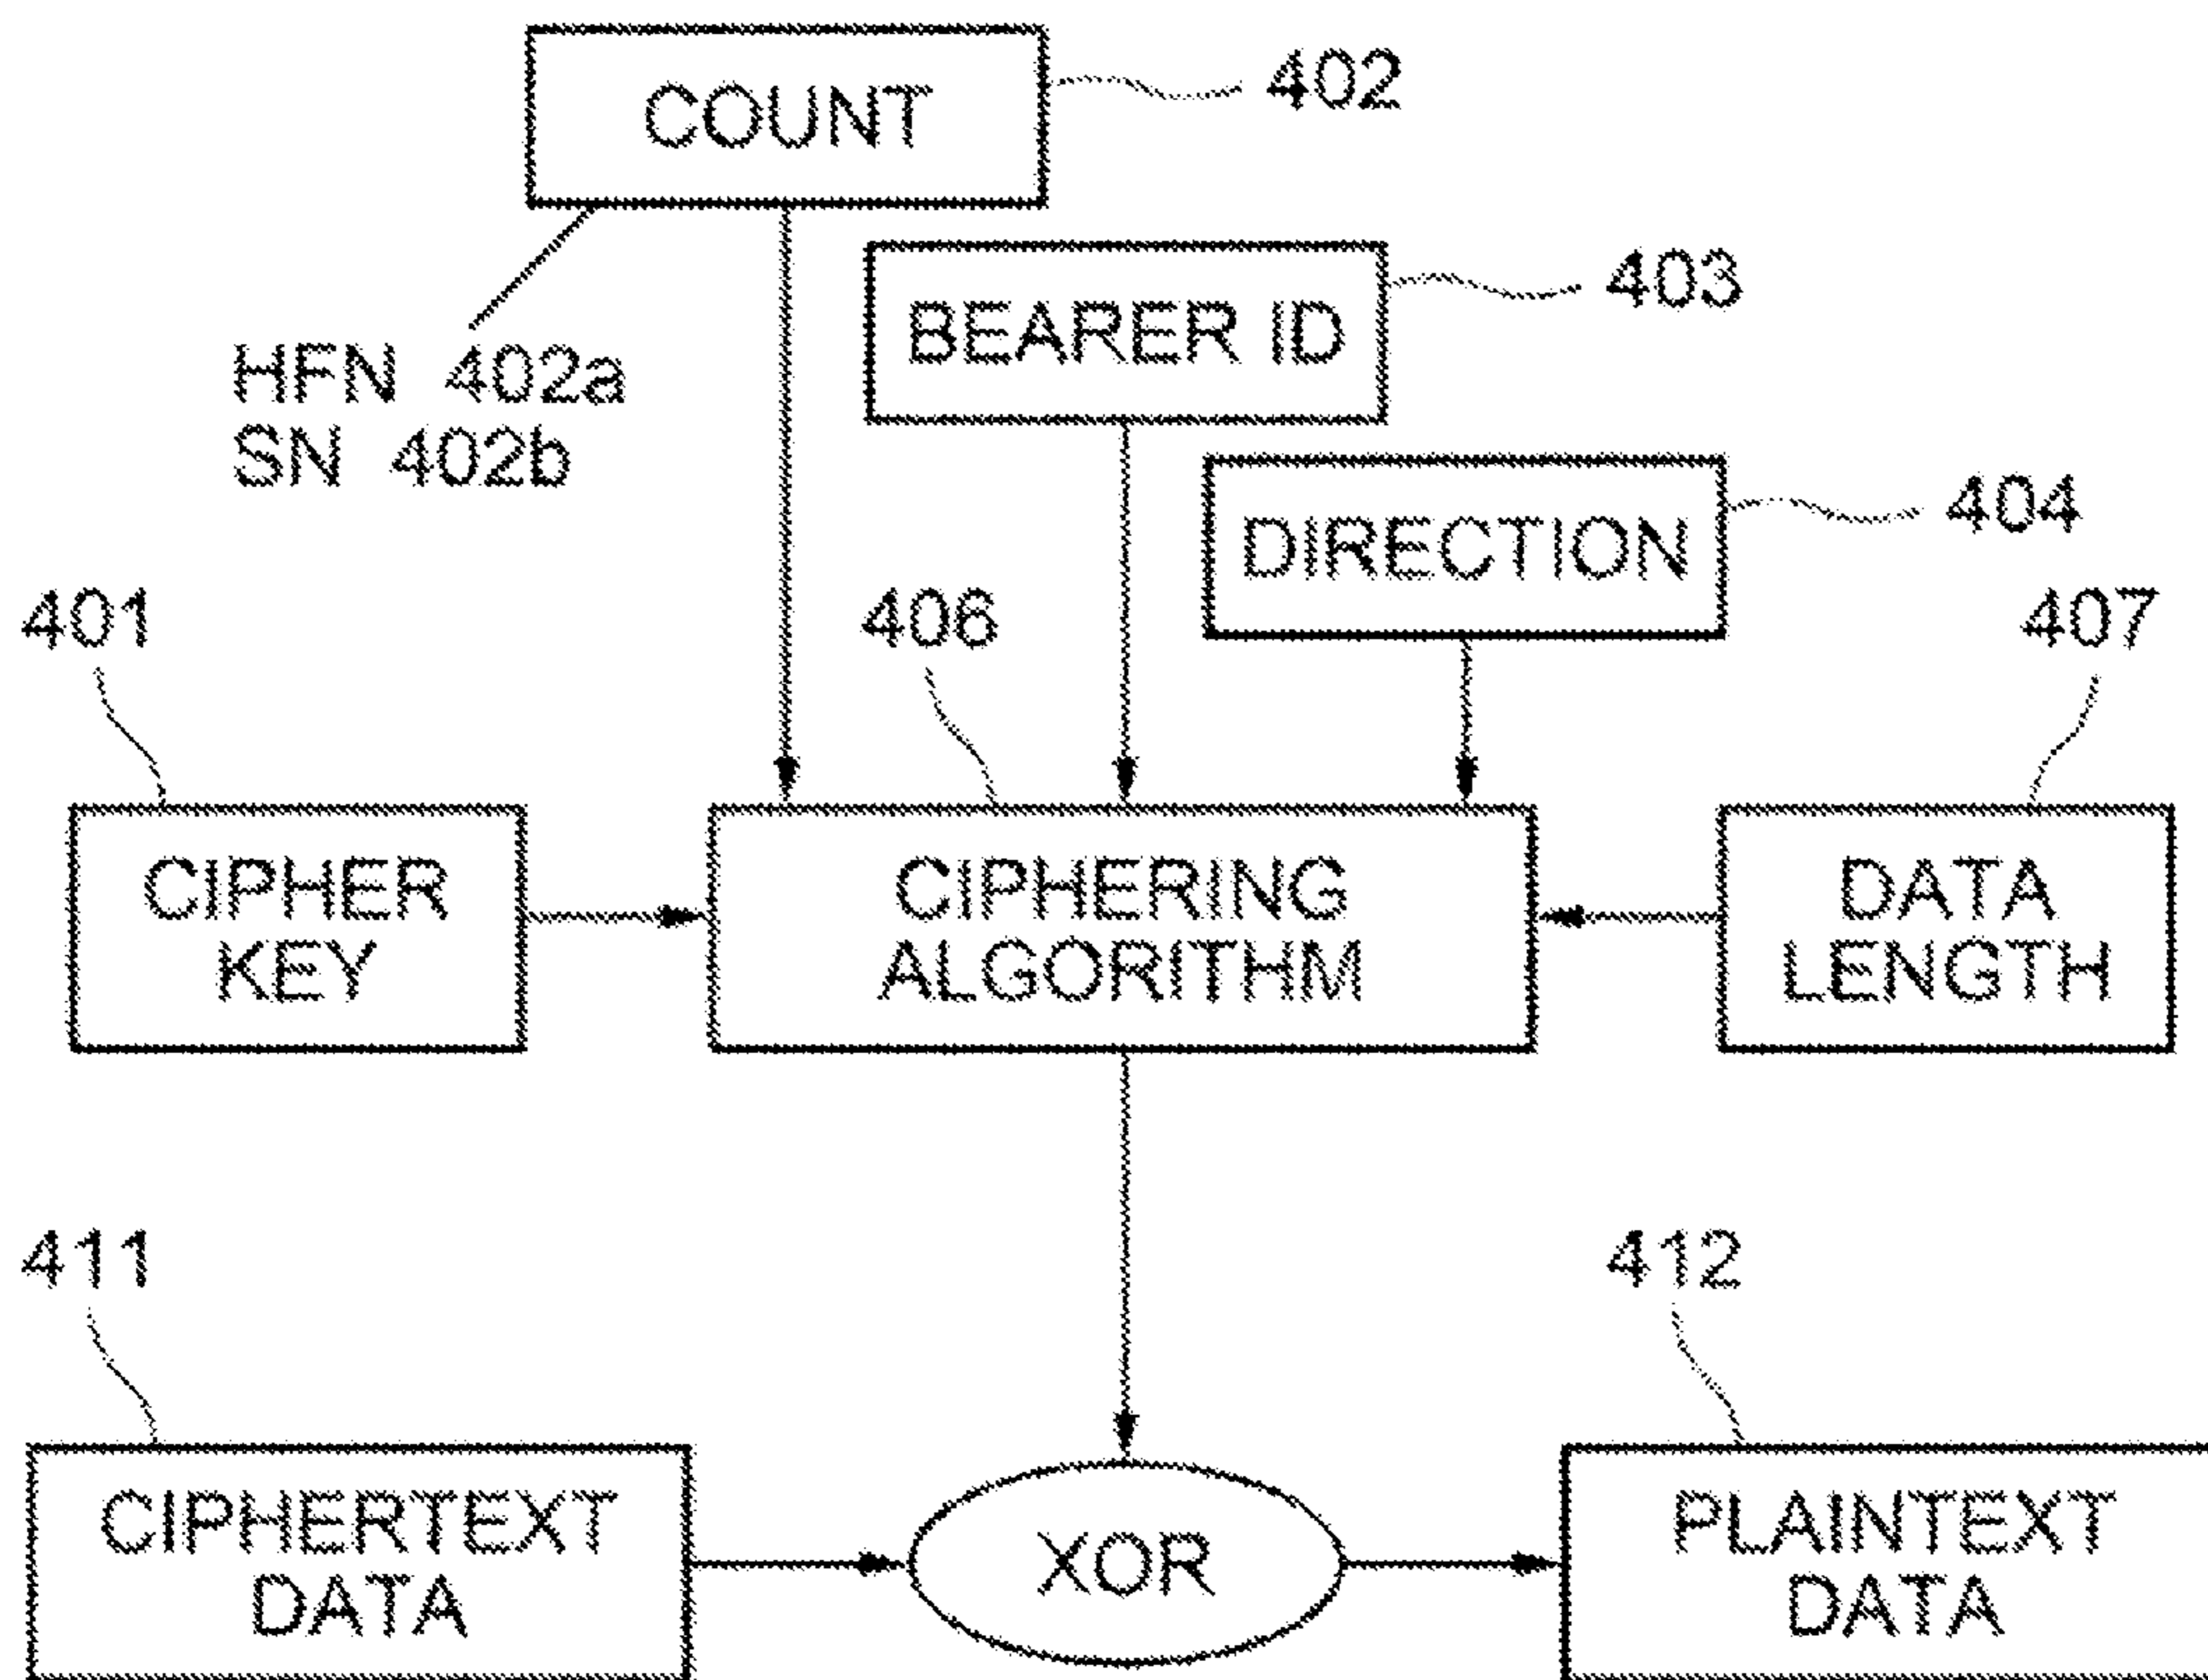 COUNT
402
BEARER ID
403
HFN 402a
SN 402b
DIRECTION
404
401
406
407
CIPHER
KEY
CIPHERING
ALGORITHM
DATA
LENGTH
411
412
CIPHERTEXT
DATA
XOR
PLAINTEXT
DATA